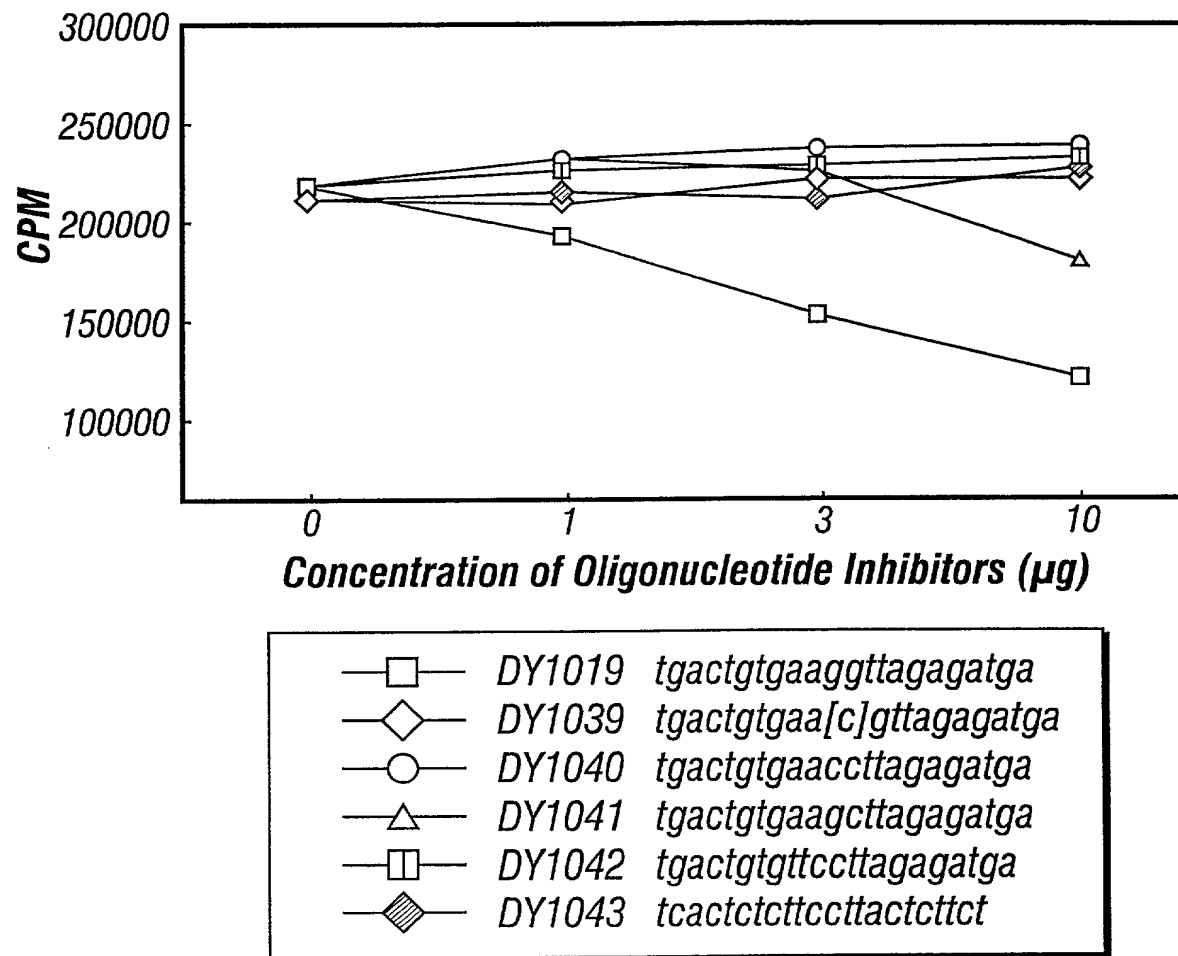 300000
250000
200000
150000
100000
CPM
0 1 3 10
Concentration of Oligonucleotide Inhibitors (µg)
DY1019 tgactgtgaaggttagagatga
DY1039 tgactgtgaa[c]gttagagatga
DY1040 tgactgtgaaccttagagatga
DY1041 tgactgtgaagcttagagatga
DY1042 tgactgtgttccttagagatga
DY1043 tcactctcttccttactcttct